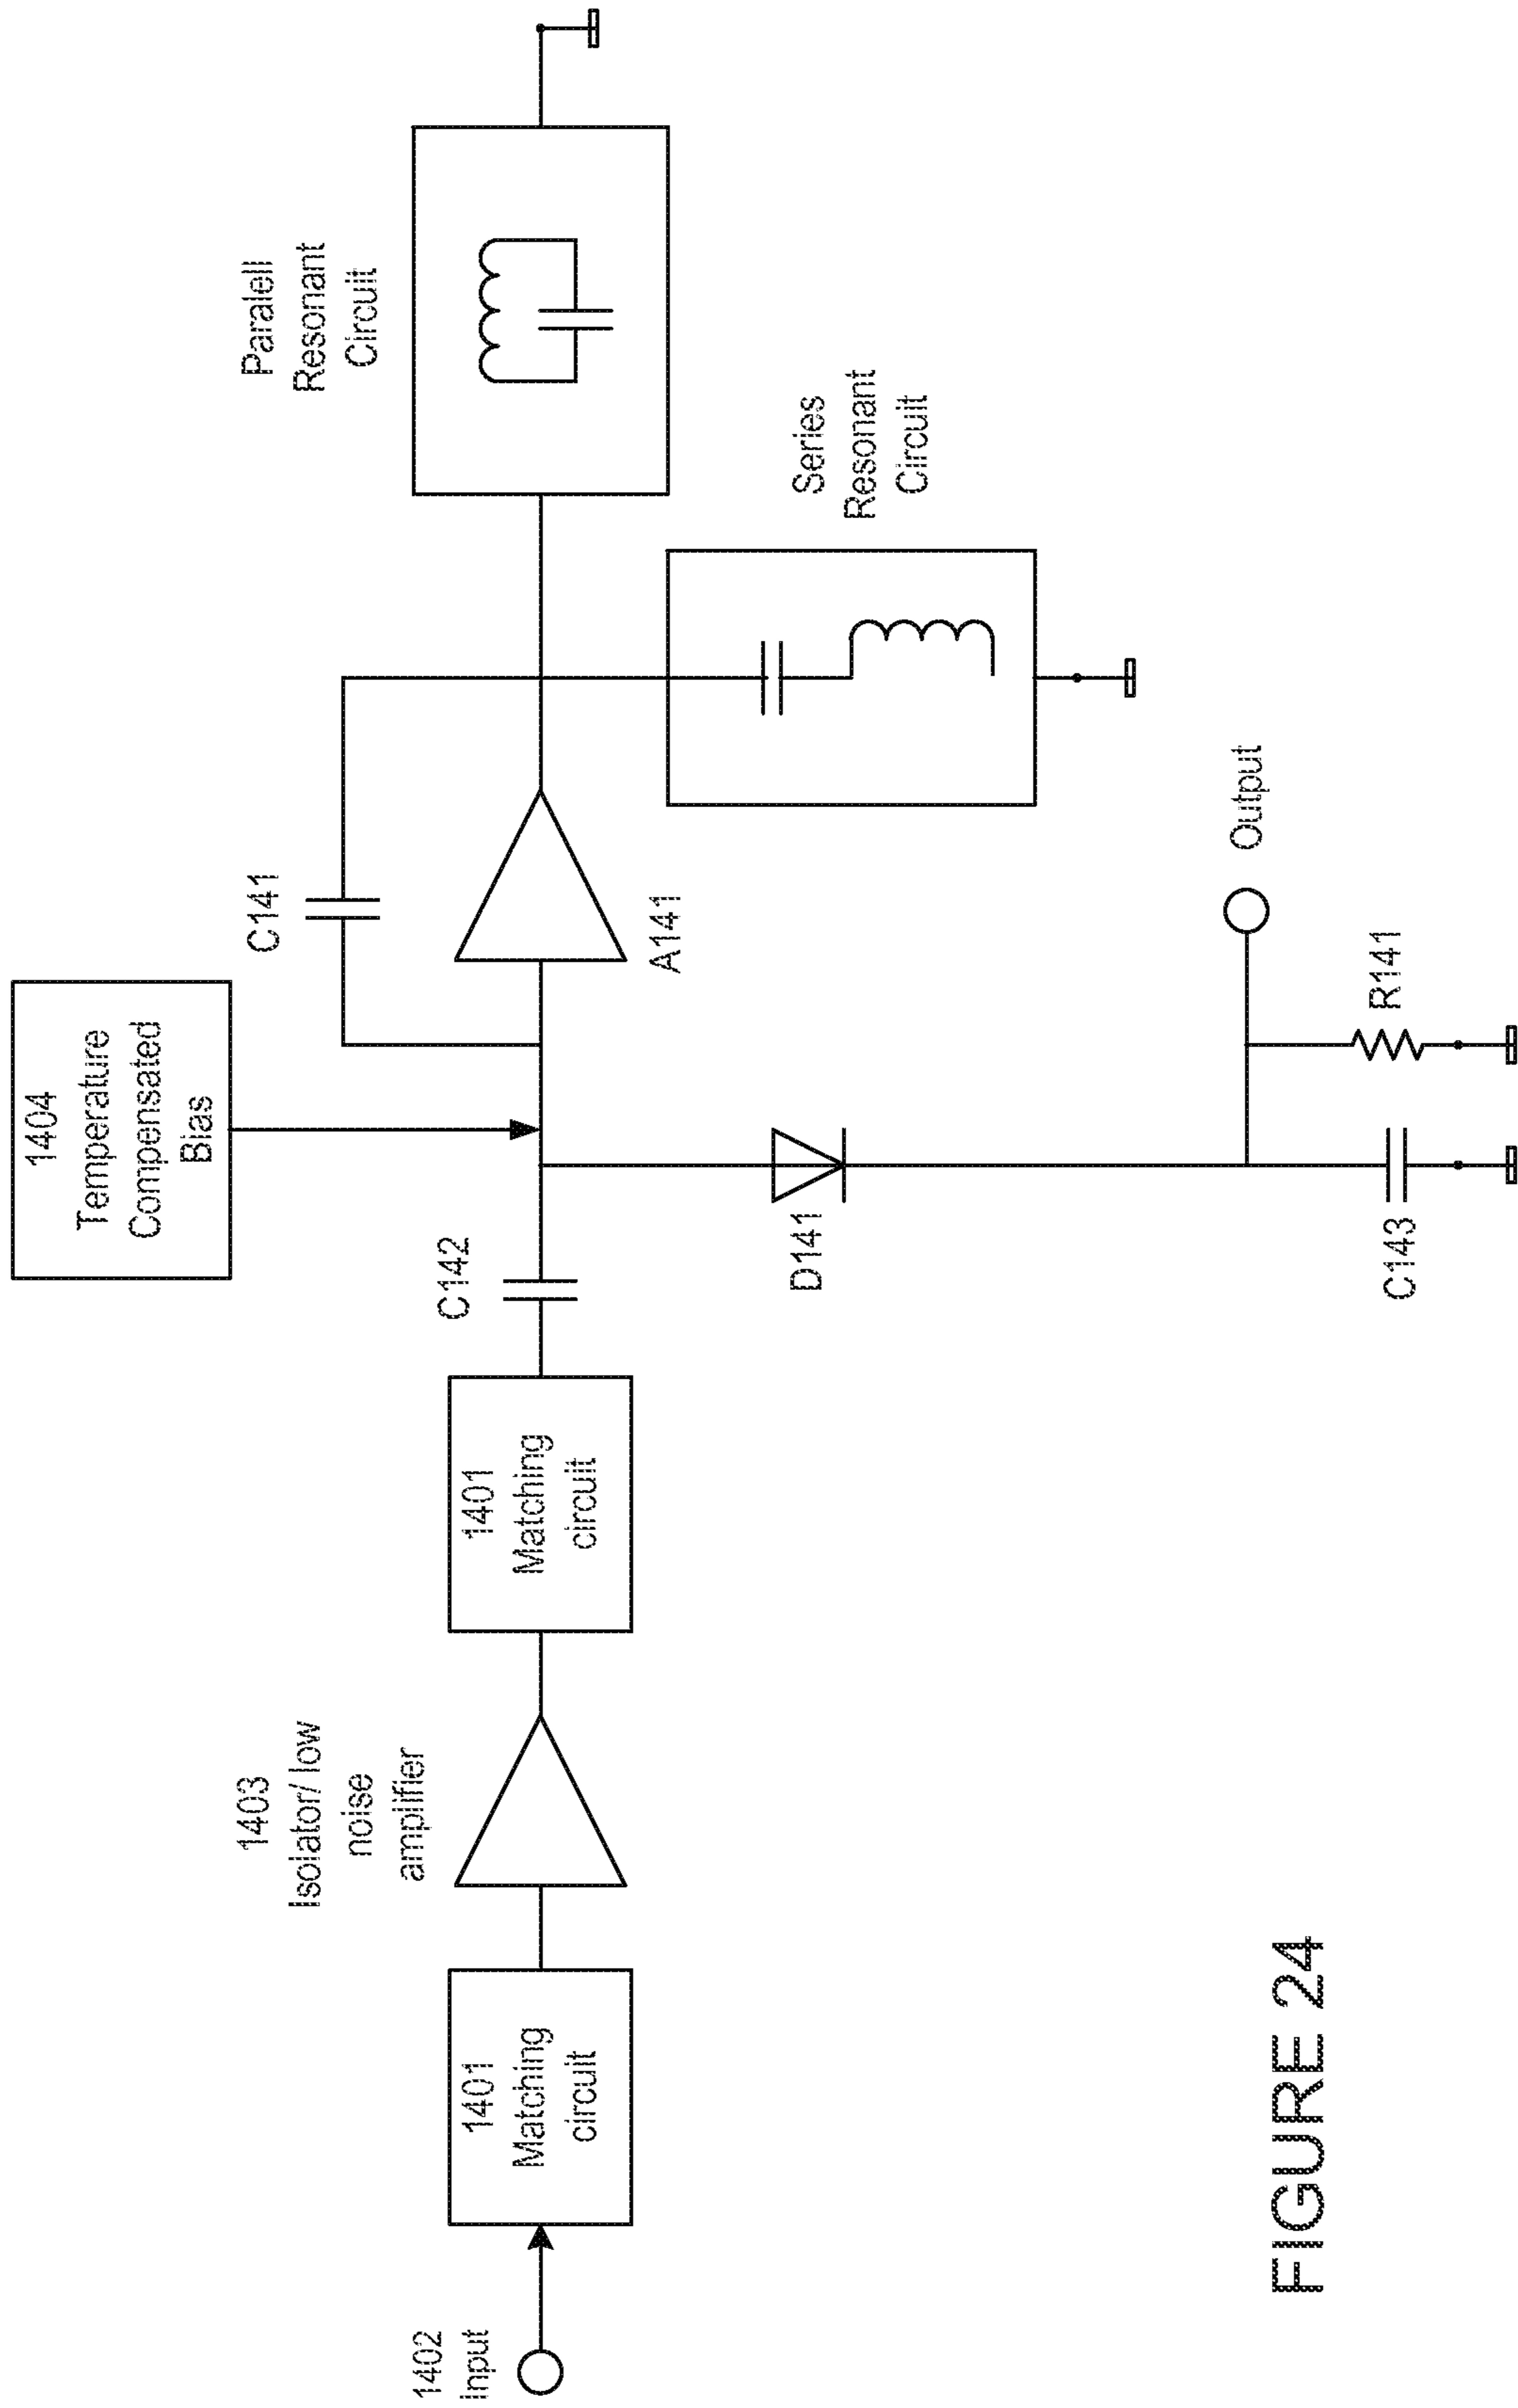 1402
Input
1401
Matching
circuit
1403
Isolator/ low
noise
amplifier
1401
Matching
circuit
C142
1404
Temperature
Compensated
Bias
C141
A141
Paralell
Resonant
Circuit
Series
Resonant
Circuit
D141
Output
C143
R141
FIGURE 24